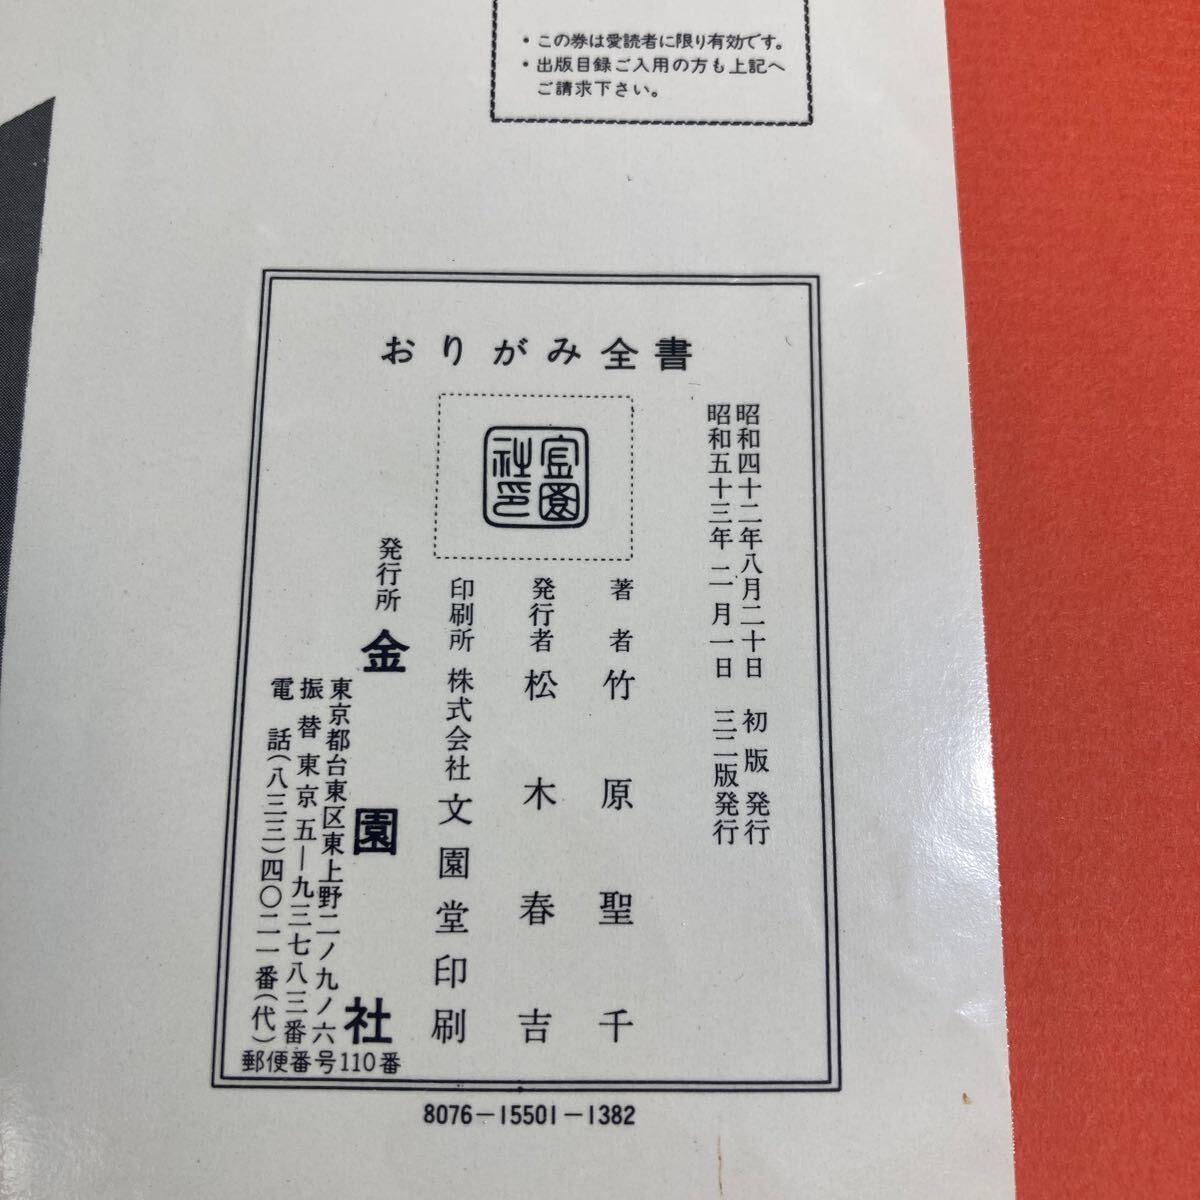 ・この券は愛読者に限り有効です。
・出版目録ご入用の方も上記へ
ご請求下さい。
おりがみ全書
昭和四十二年八月二十日 初版発行
昭和五十三年二月一日 三二版発行
金園社印
著者 竹原聖千
発行者 松木春吉
印刷所 株式会社文園堂印刷
発行所 金園社
東京都台東区東上野二ノ九ノ六
振替東京五―九三七八三番
電話(八三三)四〇二一番(代)
郵便番号110番
8076－15501－1382